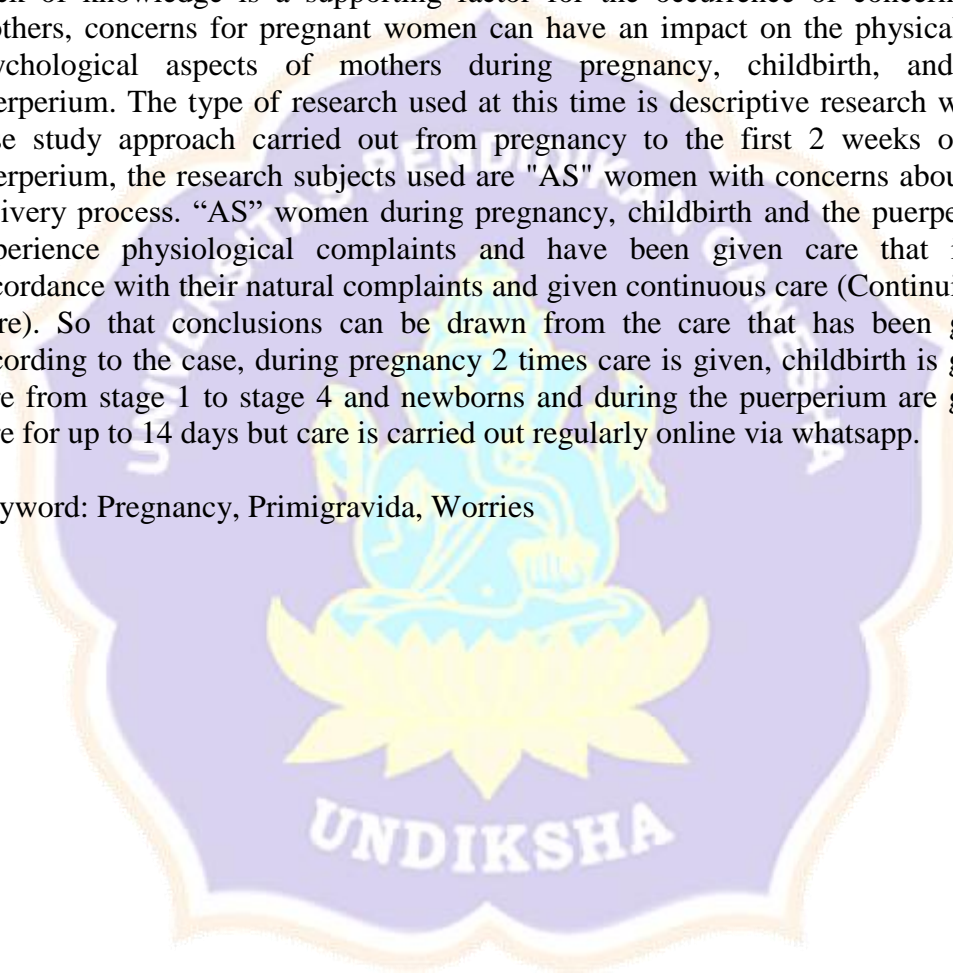 ck of knowledge is a supporting factor for the occurrence of concern
others, concerns for pregnant women can have an impact on the physical
ychological aspects of mothers during pregnancy, childbirth, and
erperium. The type of research used at this time is descriptive research w
se study approach carried out from pregnancy to the first 2 weeks o
erperium, the research subjects used are "AS" women with concerns abou
livery process. “AS” women during pregnancy, childbirth and the puerpe
perience physiological complaints and have been given care that i
cordance with their natural complaints and given continuous care (Continui
re). So that conclusions can be drawn from the care that has been g
cording to the case, during pregnancy 2 times care is given, childbirth is g
re from stage 1 to stage 4 and newborns and during the puerperium are g
re for up to 14 days but care is carried out regularly online via whatsapp.
yword: Pregnancy, Primigravida, Worries
UNIVERSITAS PENDIDIKAN GANESHA
UNDIKSHA